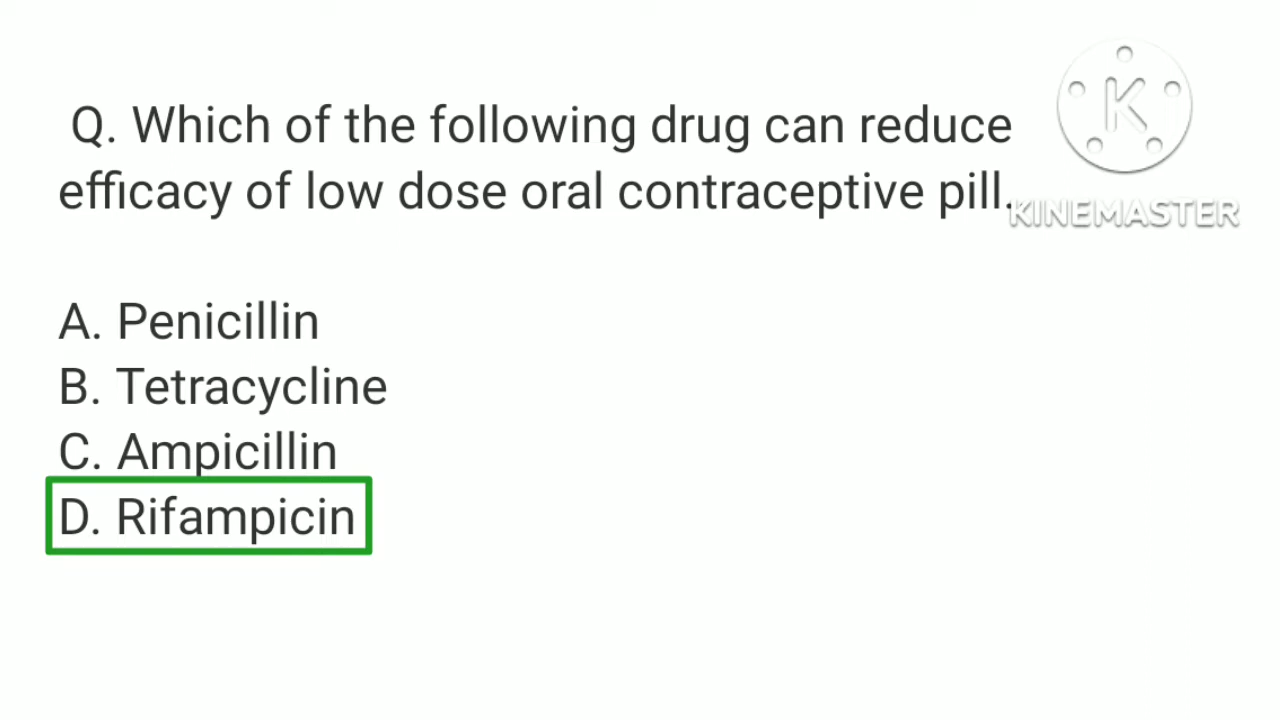 Q. Which of the following drug can reduce
efficacy of low dose oral contraceptive pill.
KINEMASTER
A. Penicillin
B. Tetracycline
C. Ampicillin
D. Rifampicin